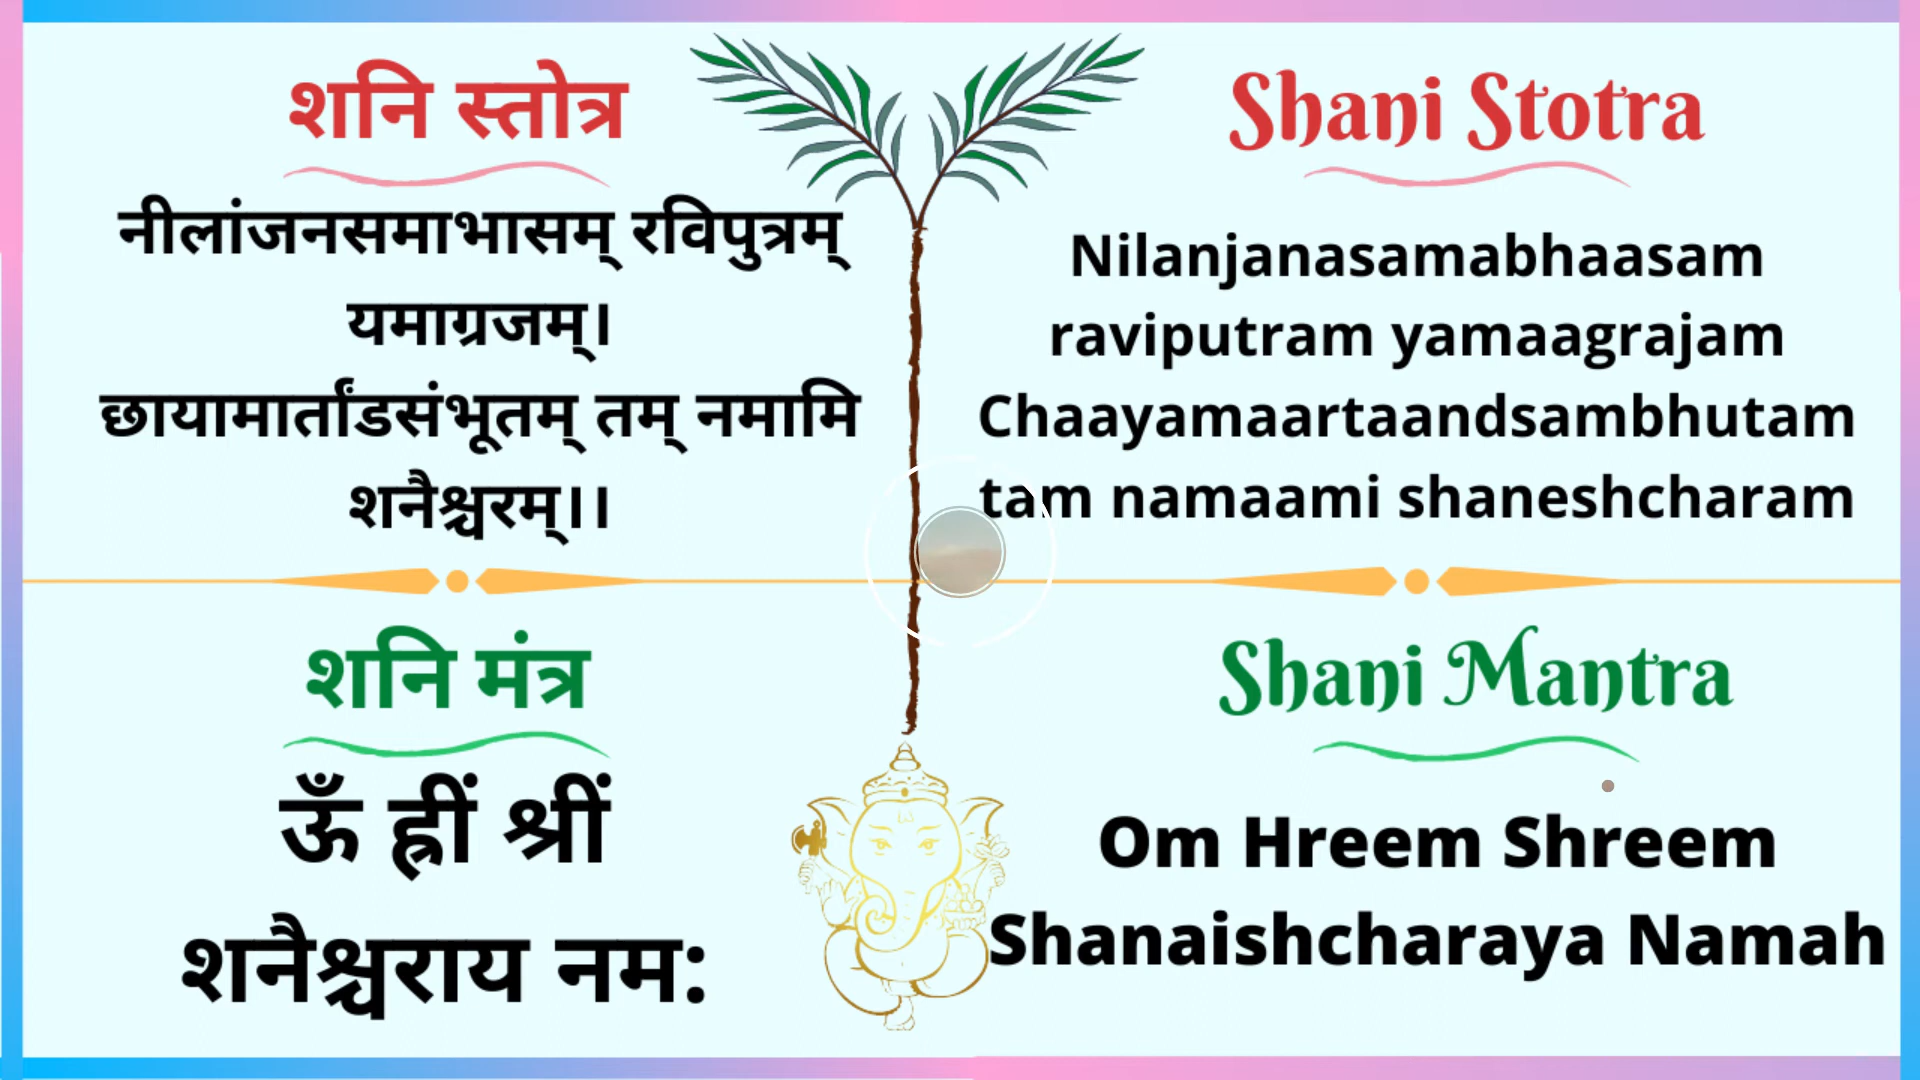 शनि स्तोत्र
नीलांजनसमाभासम् रविपुत्रम्
यमाग्रजम्।
छायामार्तांडसंभूतम् तम् नमामि
शनैश्चरम्।।
Shani Stotra
Nilanjanasamabhaasam
raviputram yamaagrajam
Chaayamaartaandsambhutam
tam namaami shaneshcharam
शनि मंत्र
ऊँ ह्रीं श्रीं
शनैश्चराय नम:
Shani Mantra
Om Hreem Shreem
Shanaishcharaya Namah